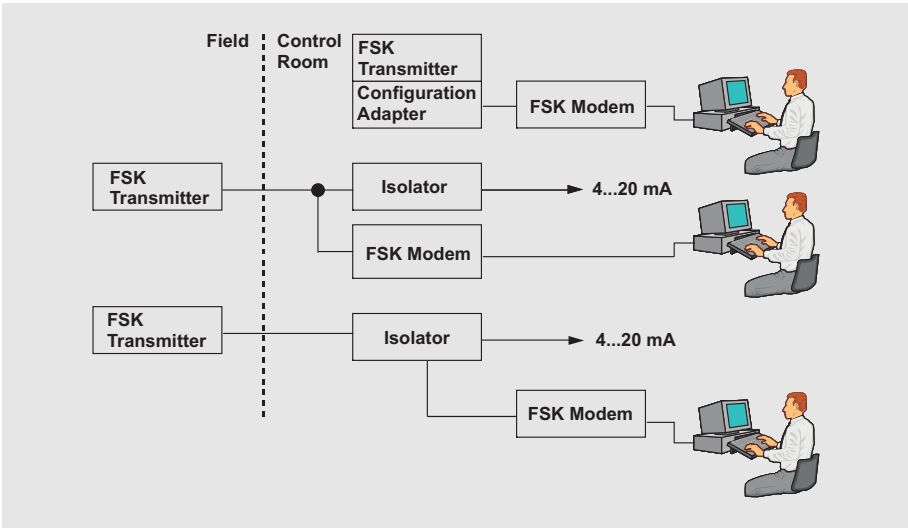 Field
Control
Room
FSK
Transmitter
Configuration
Adapter
FSK Modem
FSK
Transmitter
Isolator
4...20 mA
FSK Modem
FSK
Transmitter
Isolator
4...20 mA
FSK Modem